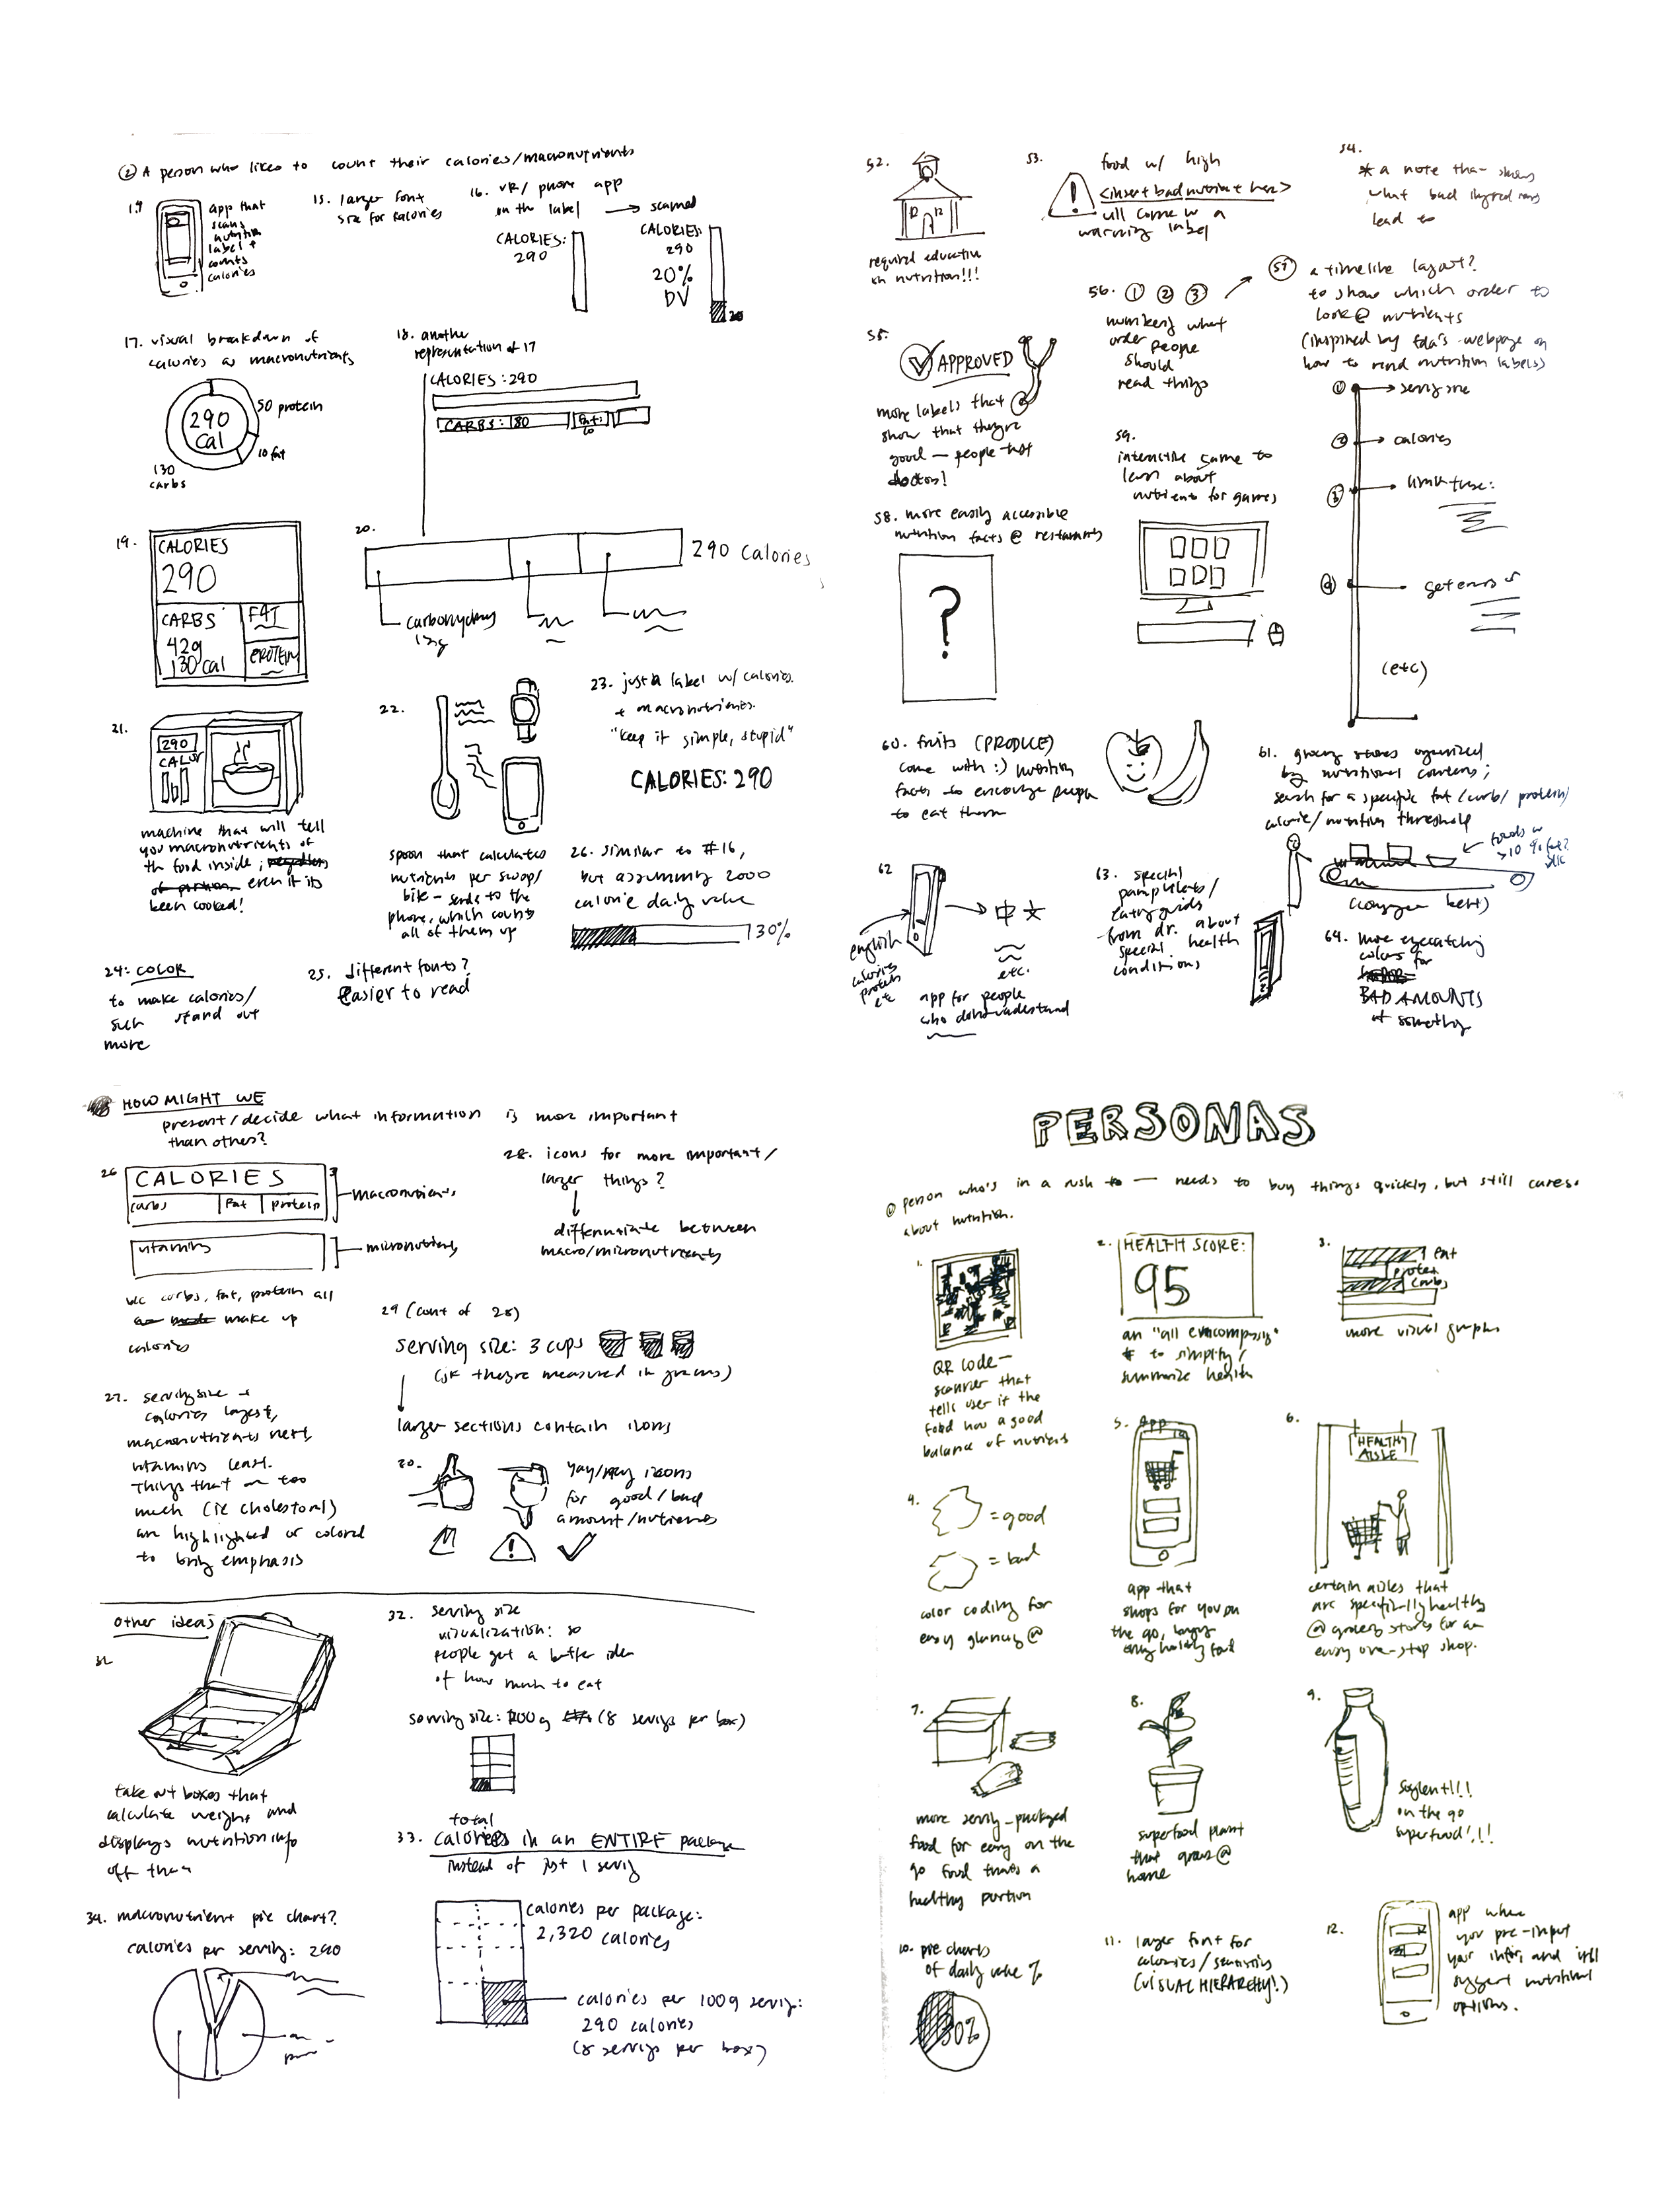 ② A person who likes to count their calories/macronutrients
14.
app that
scans
nutrition
label +
counts
calories
15. larger font
size for calories
16. VR/ phone app
on the label → scanned
CALORIES:
290
CALORIES:
290
20%
DV
17. visual breakdown of
calories as macronutrients
290
Cal
50 protein
10 fat
130
carbs
18. another
representation of 17
CALORIES: 290
CARBS: 180
19.
CALORIES
290
CARBS
42g
130 cal
FAT
PROTEIN
20.
290 calories
carbohydrates
21.
290
machine that will tell
you macronutrients of
the food inside; even if its
been cooked!
22.
spoon that calculates
nutrients per swoop/
bite - sends to the
phone, which counts
all of them up
23. just a label w/ calories
+ macronutrients.
"keep it simple, stupid"
CALORIES: 290
26. similar to #16,
but assuming 2000
calorie daily value
130%
24: COLOR
to make calories/
such stand out
more
25. different fonts?
Easier to read
52.
required education
on nutrition!!!
53.
food w/ high
<insert bad nutrient here>
will come w a
warning label
54.
* a note that shows
what bad ingredients
lead to
55.
APPROVED
more labels that
show that they're
good — people trust
doctors!
56. ① ② ③
numbering what
order people
should
read things
57 a timeline layout?
to show which order to
look @ nutrients
(inspired by fda's webpage on
how to read nutrition labels)
① → serving size
② → calories
③ → limit these:
④ → get enough
(etc)
58. more easily accessible
nutrition facts @ restaurants
?
59.
interactive game to
learn about
nutrients for games
60. fruits (PRODUCE)
come with :) nutrition
facts to encourage people
to eat them
61. grocery stores organized
by nutritional contents;
search for a specific fat/carb/ protein/
calorie/nutrition threshold
foods w
>10 g fat?
(conveyor belt)
62
english
calories
protein
etc
etc.
app for people
who don't understand
63. special
pamphlets/
eating guides
from dr. about
special health
conditions
64. more eyecatching
colors for
BAD AMOUNTS
of something
HOW MIGHT WE
present/decide what information is more important
than others?
26
CALORIES
carbs fat protein
macronutrients
vitamins
micronutrients
b/c carbs, fat, protein all
make up
calories
27. serving size +
calories largest,
macronutrients next,
vitamins least.
Things that are too
much (ie cholesterol)
are highlighted or colored
to bring emphasis
28. icons for more important/
larger things?
differentiate between
macro/micronutrients
29 (cont of 28)
serving size: 3 cups
(jk they're measured in grams)
larger sections contain icons
30.
yay/nay icons
for good/bad
amount/nutrients
other ideas
31.
take out boxes that
calculate weight and
displays nutrition info
off them
32. serving size
visualization: so
people get a better idea
of how much to eat
serving size: 100g (8 servings per box)
total
33. calories in an ENTIRE package
instead of just 1 serving
calories per package:
2,320 calories
calories per 100g serving:
290 calories
(8 servings per box)
34. macronutrient pie chart?
calories per serving: 290
PERSONAS
① person who's in a rush — needs to buy things quickly, but still cares
about nutrition.
1.
QR code —
scanner that
tells user if the
food has a good
balance of nutrients
2. HEALTH SCORE:
95
an "all encompassing"
# to simplify/
summarize health
3.
fat
protein
carbs
more visual graphs
4.
= good
= bad
color coding for
easy glancing @
5. app
app that
shops for you on
the go, buying
only healthy food
6.
HEALTHY
AISLE
certain aisles that
are specifically healthy
@ grocery stores for an
easy one-stop shop.
7.
more serving-packaged
food for easy on the
go food thats a
healthy portion
8.
superfood plant
that grows @
home
9.
Soylent!!!
on the go
superfood!!!
10. pie charts
of daily value %
30%
11. larger font for
calories/statistics
(VISUAL HIERARCHY!)
12.
app where
you pre-input
your info, and it'll
suggest nutritional
options.